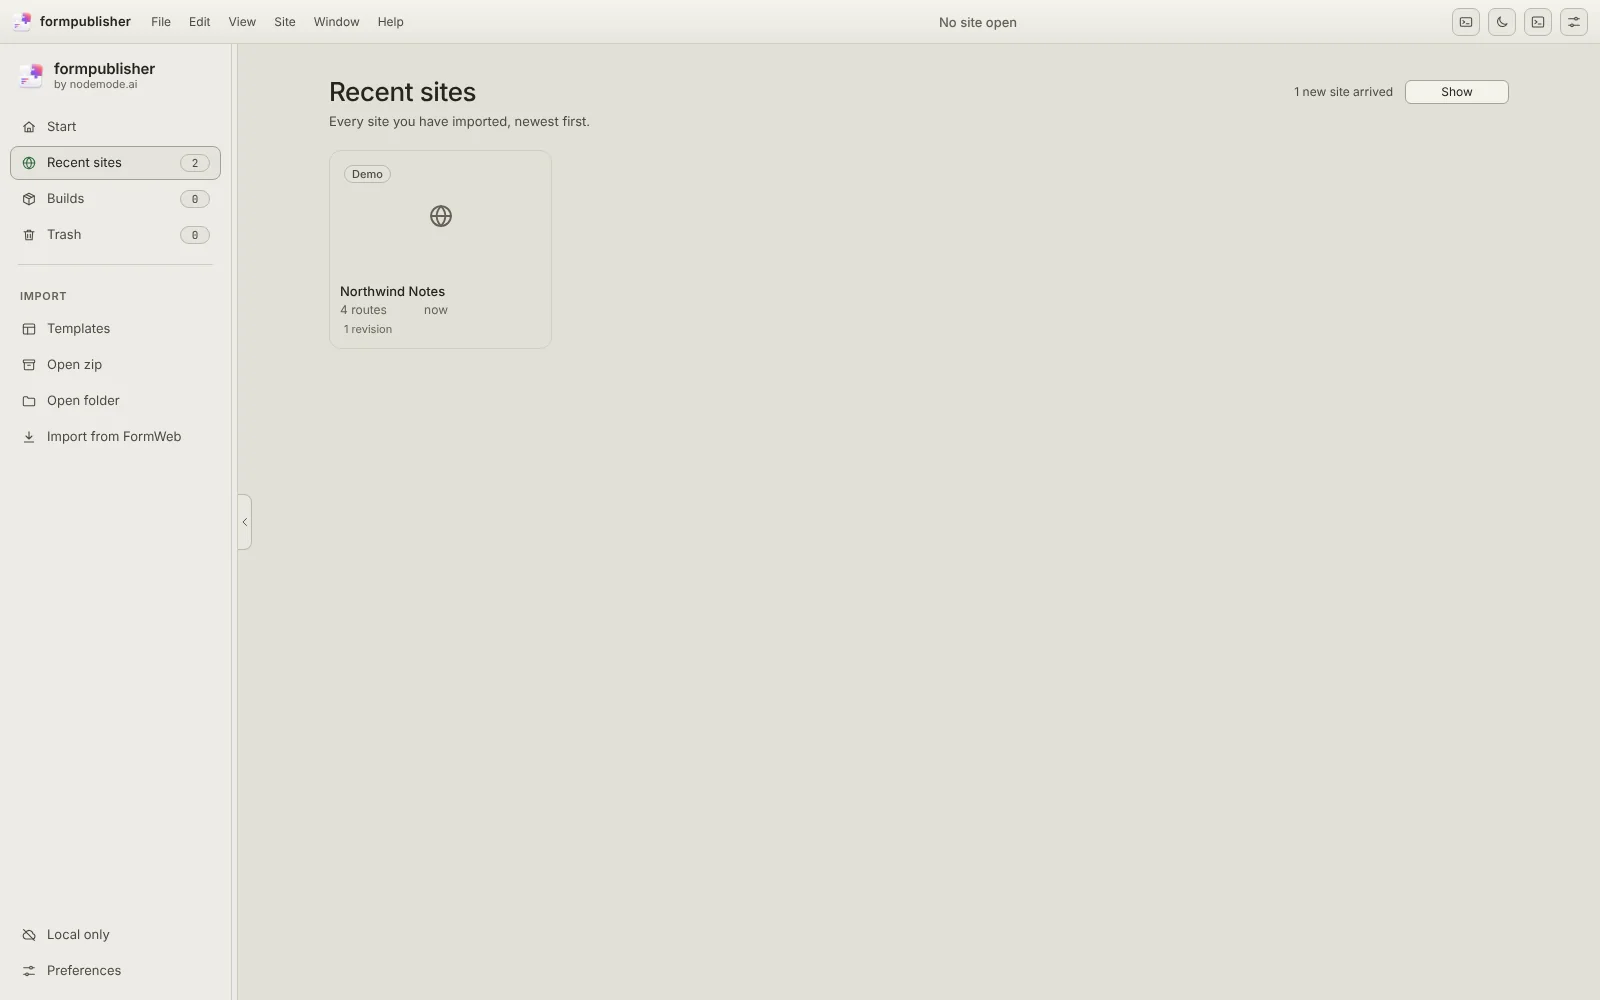 formpublisher File Edit View Site Window Help No site open
formpublisher
by nodemode.ai
Start
Recent sites 2
Builds 0
Trash 0
IMPORT
Templates
Open zip
Open folder
Import from FormWeb
Local only
Preferences
Recent sites
Every site you have imported, newest first.
1 new site arrived Show
Demo
Northwind Notes
4 routes now
1 revision